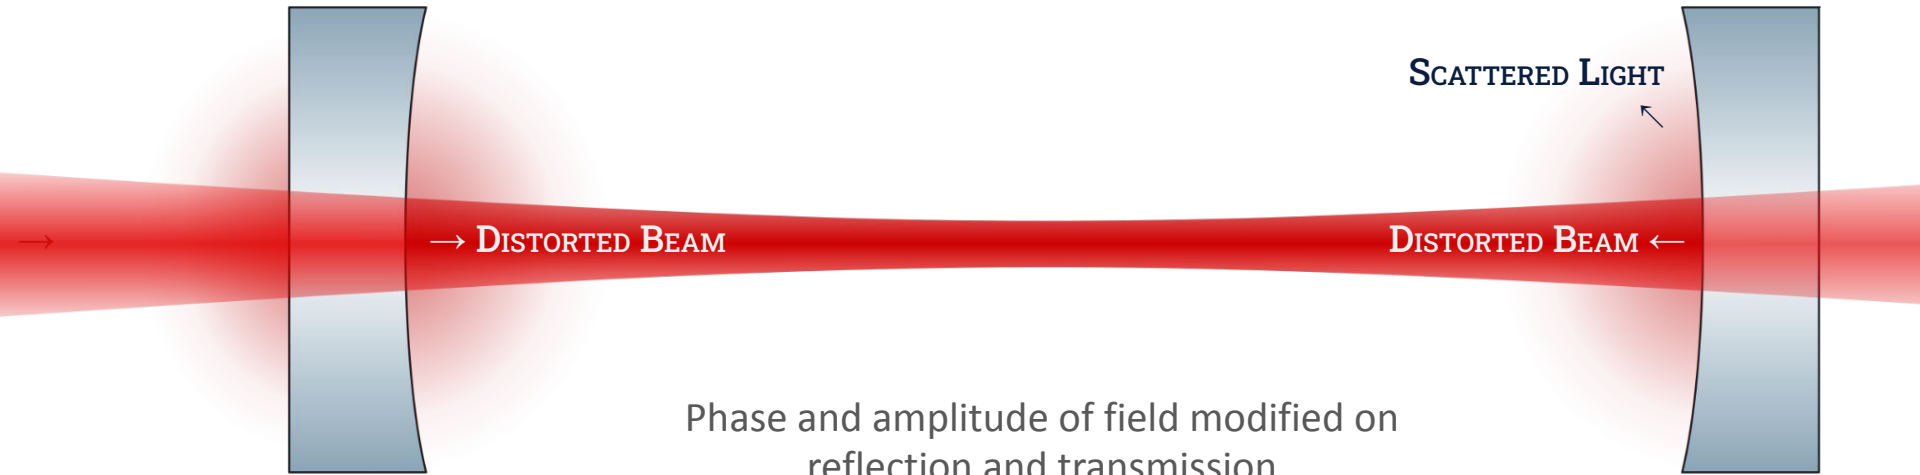 Scattered Light
→ Distorted Beam
Distorted Beam ←
Phase and amplitude of field modified on
reflection and transmission